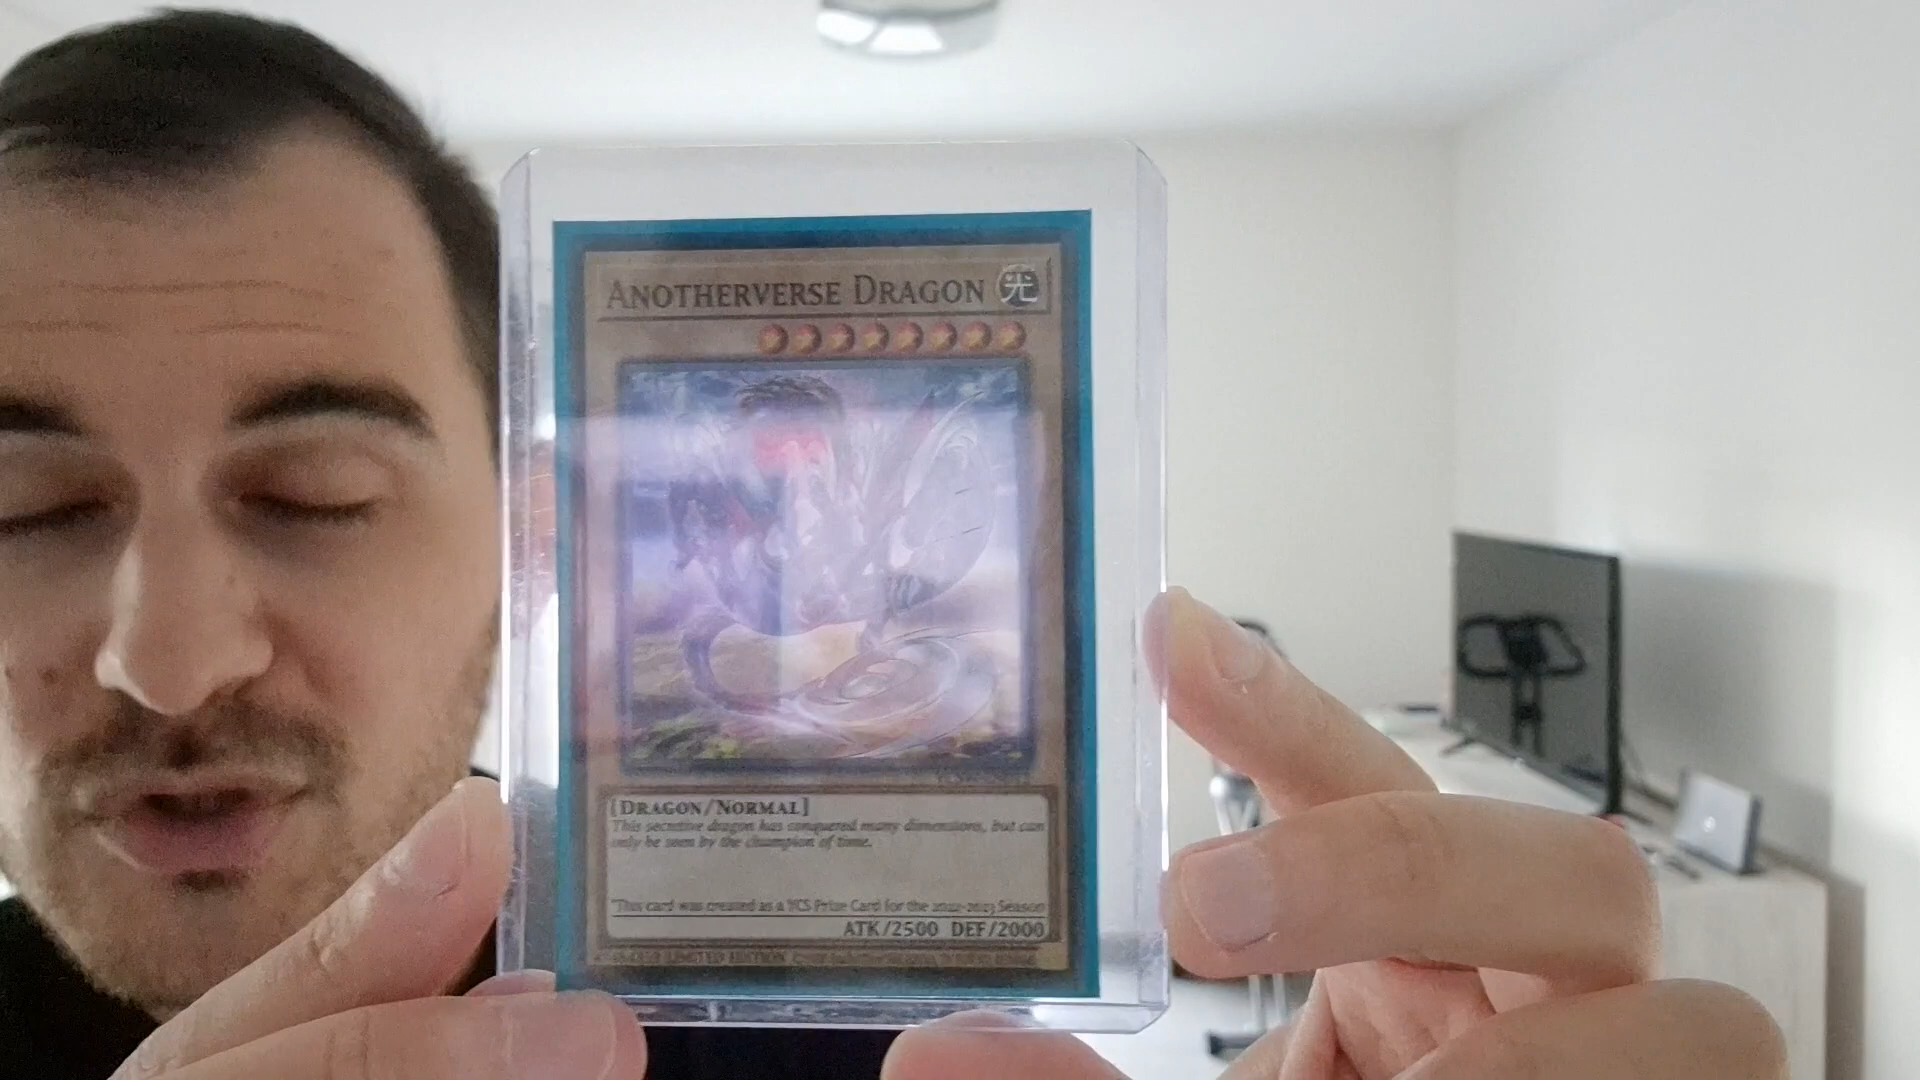 ANOTHERVERSE DRAGON 光
[DRAGON/NORMAL]
This secretive dragon has conquered many dimensions, but can
only be seen by the champion of time.
*This card was created as a YCS Prize Card for the 2022-2023 Season
ATK/2500 DEF/2000
LIMITED EDITION